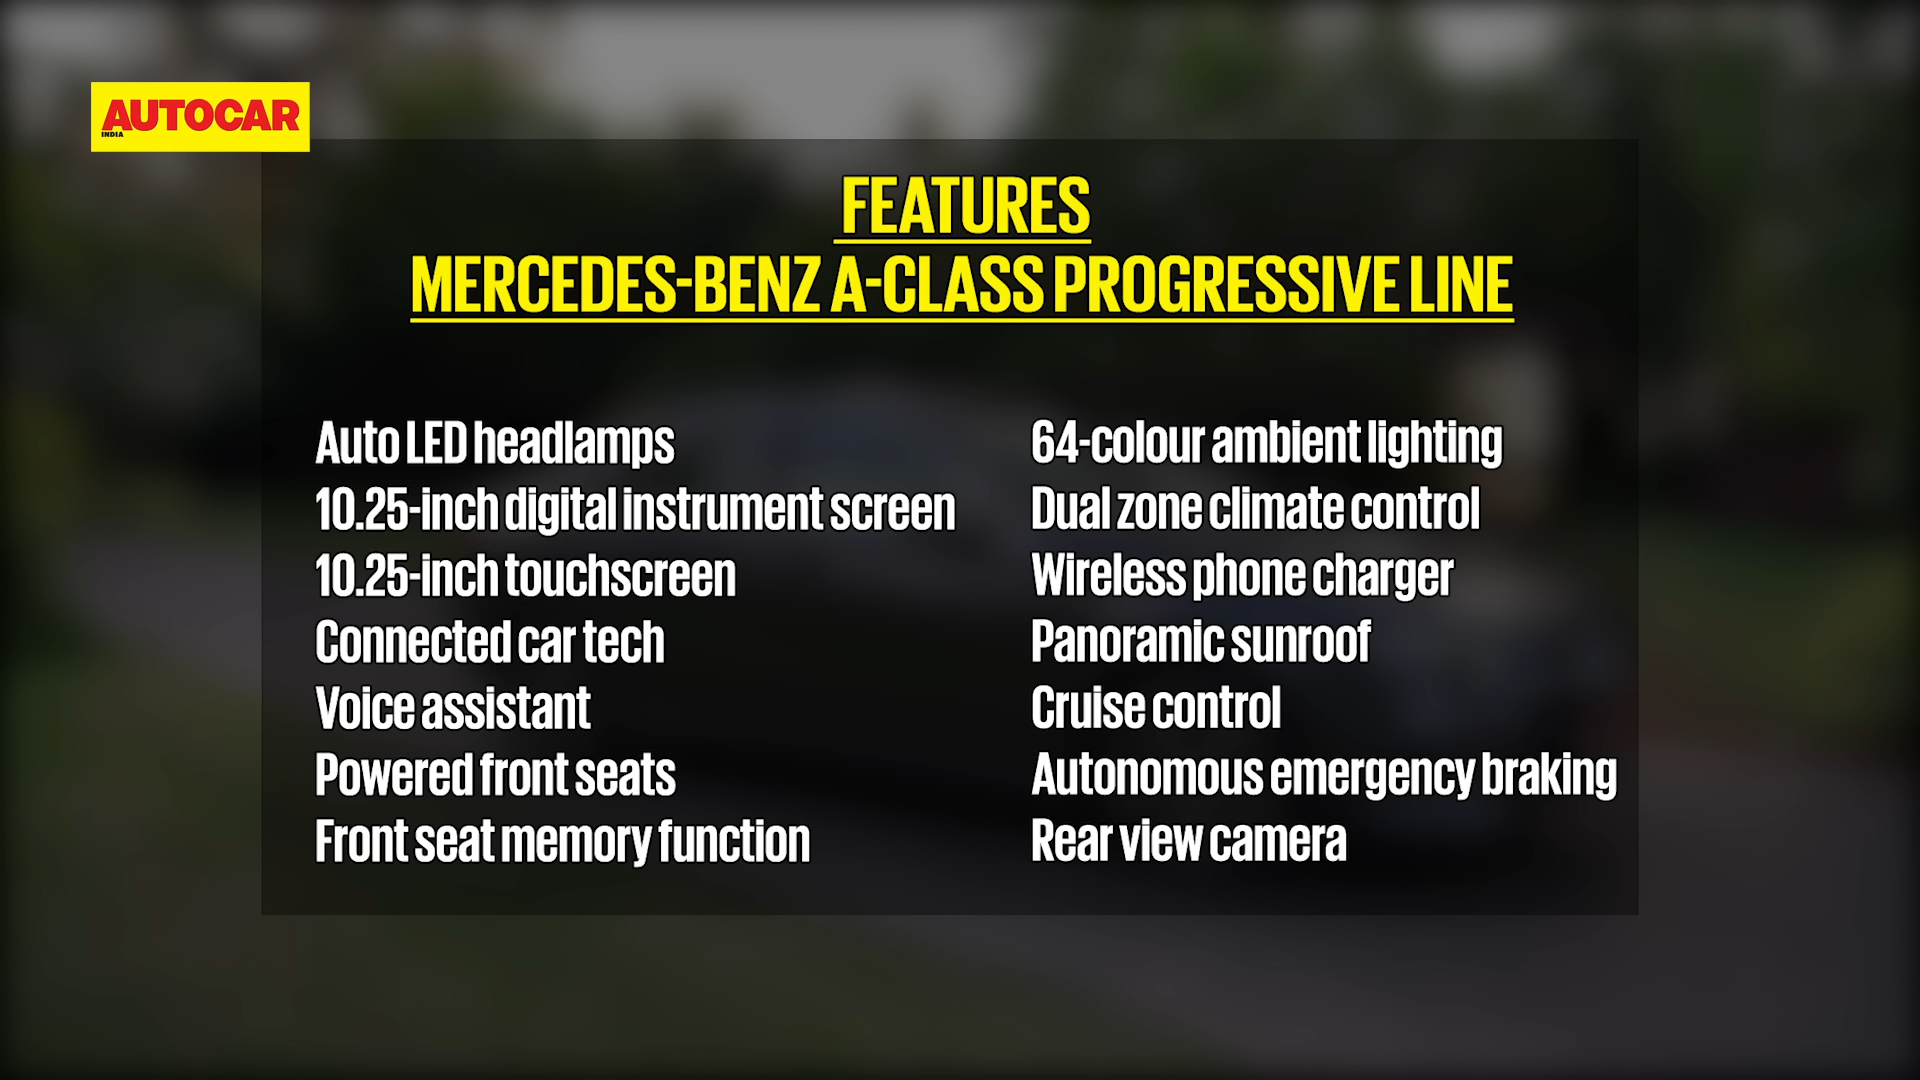 AUTOCAR
INDIA
FEATURES
MERCEDES-BENZ A-CLASS PROGRESSIVE LINE
Auto LED headlamps
10.25-inch digital instrument screen
10.25-inch touchscreen
Connected car tech
Voice assistant
Powered front seats
Front seat memory function
64-colour ambient lighting
Dual zone climate control
Wireless phone charger
Panoramic sunroof
Cruise control
Autonomous emergency braking
Rear view camera